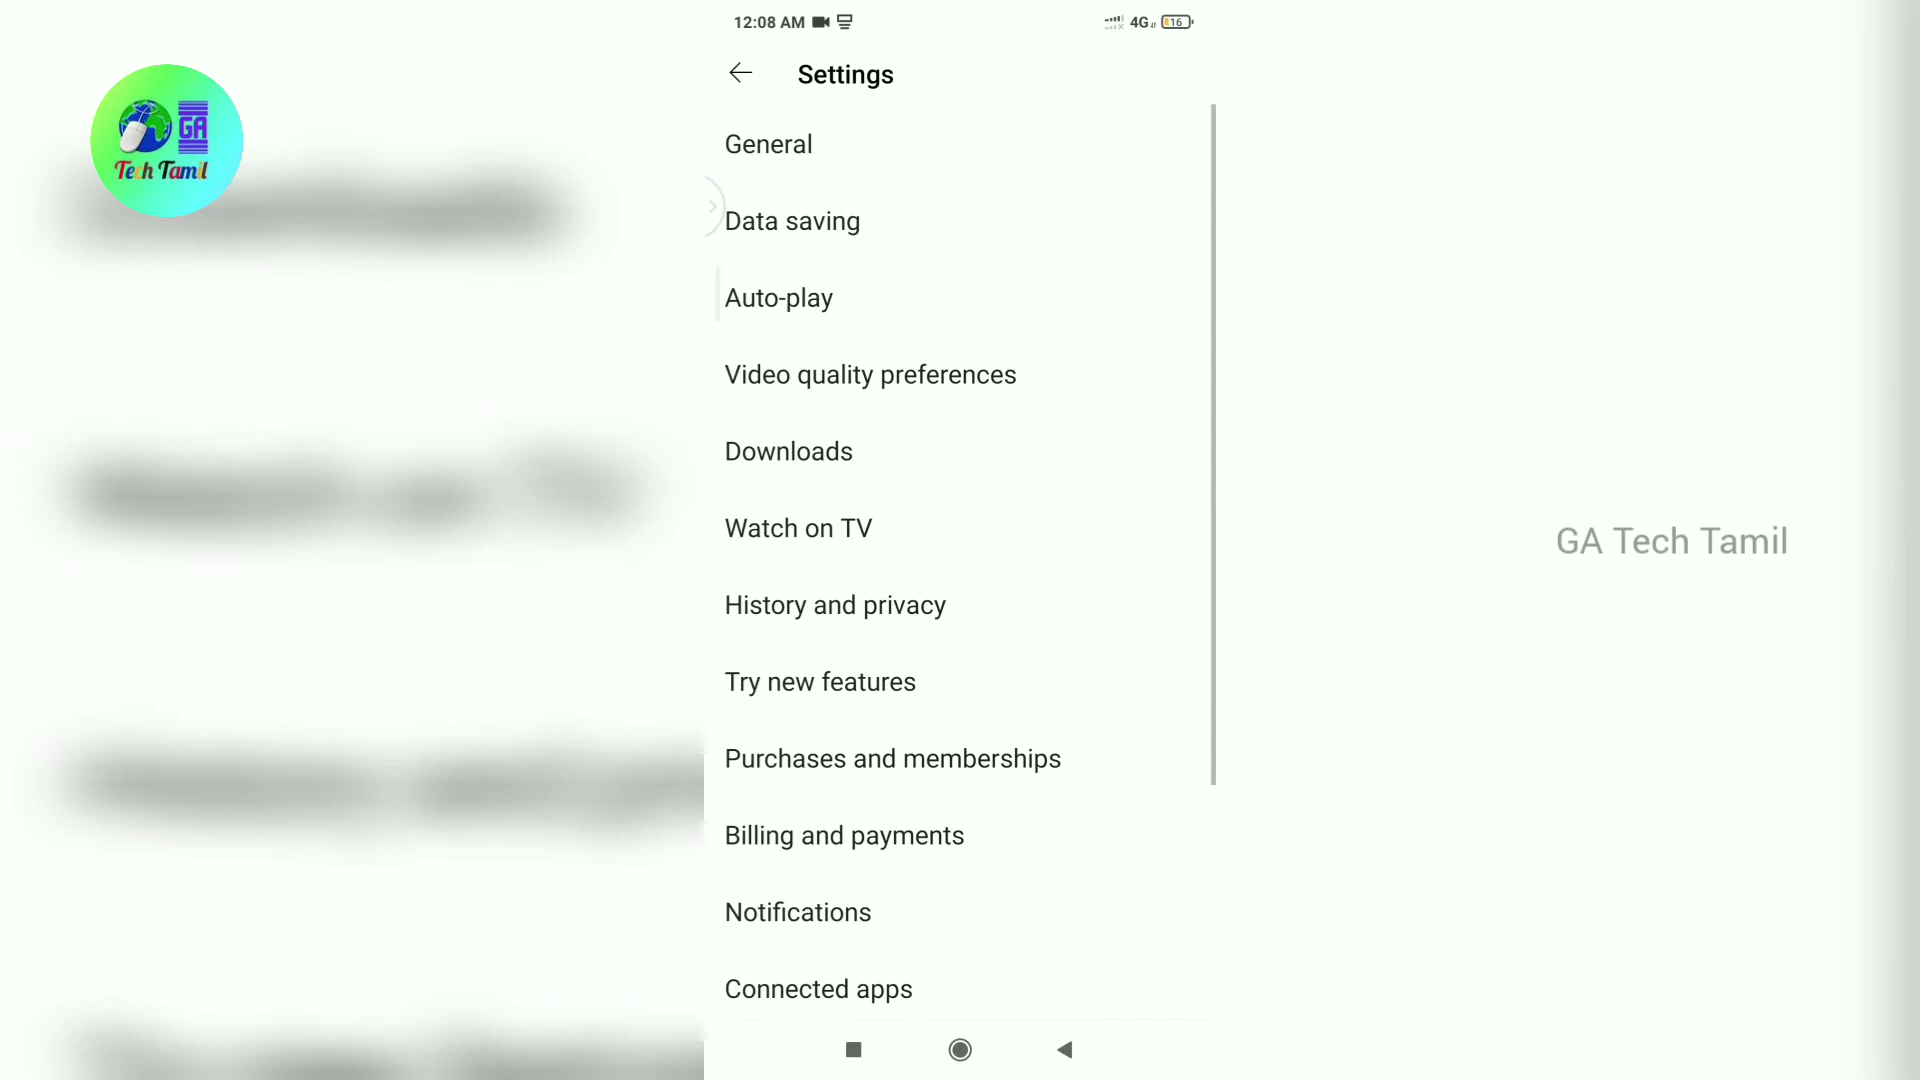 12:08 AM
4G
16
Settings
GA
Tech Tamil
General
Data saving
Auto-play
Video quality preferences
Downloads
Watch on TV
GA Tech Tamil
History and privacy
Try new features
Purchases and memberships
Billing and payments
Notifications
Connected apps